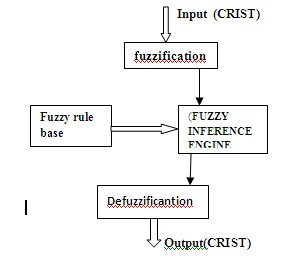 Input (CRIST)
fuzzification
Fuzzy rule
base
(FUZZY
INFERENCE
ENGINE
Defuzzificantion
Output(CRIST)